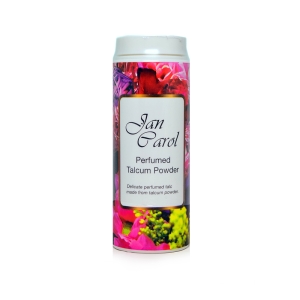 Jan
Carol
Perfumed
Talcum Powder
Delicate perfumed talc
made from talcum powder.